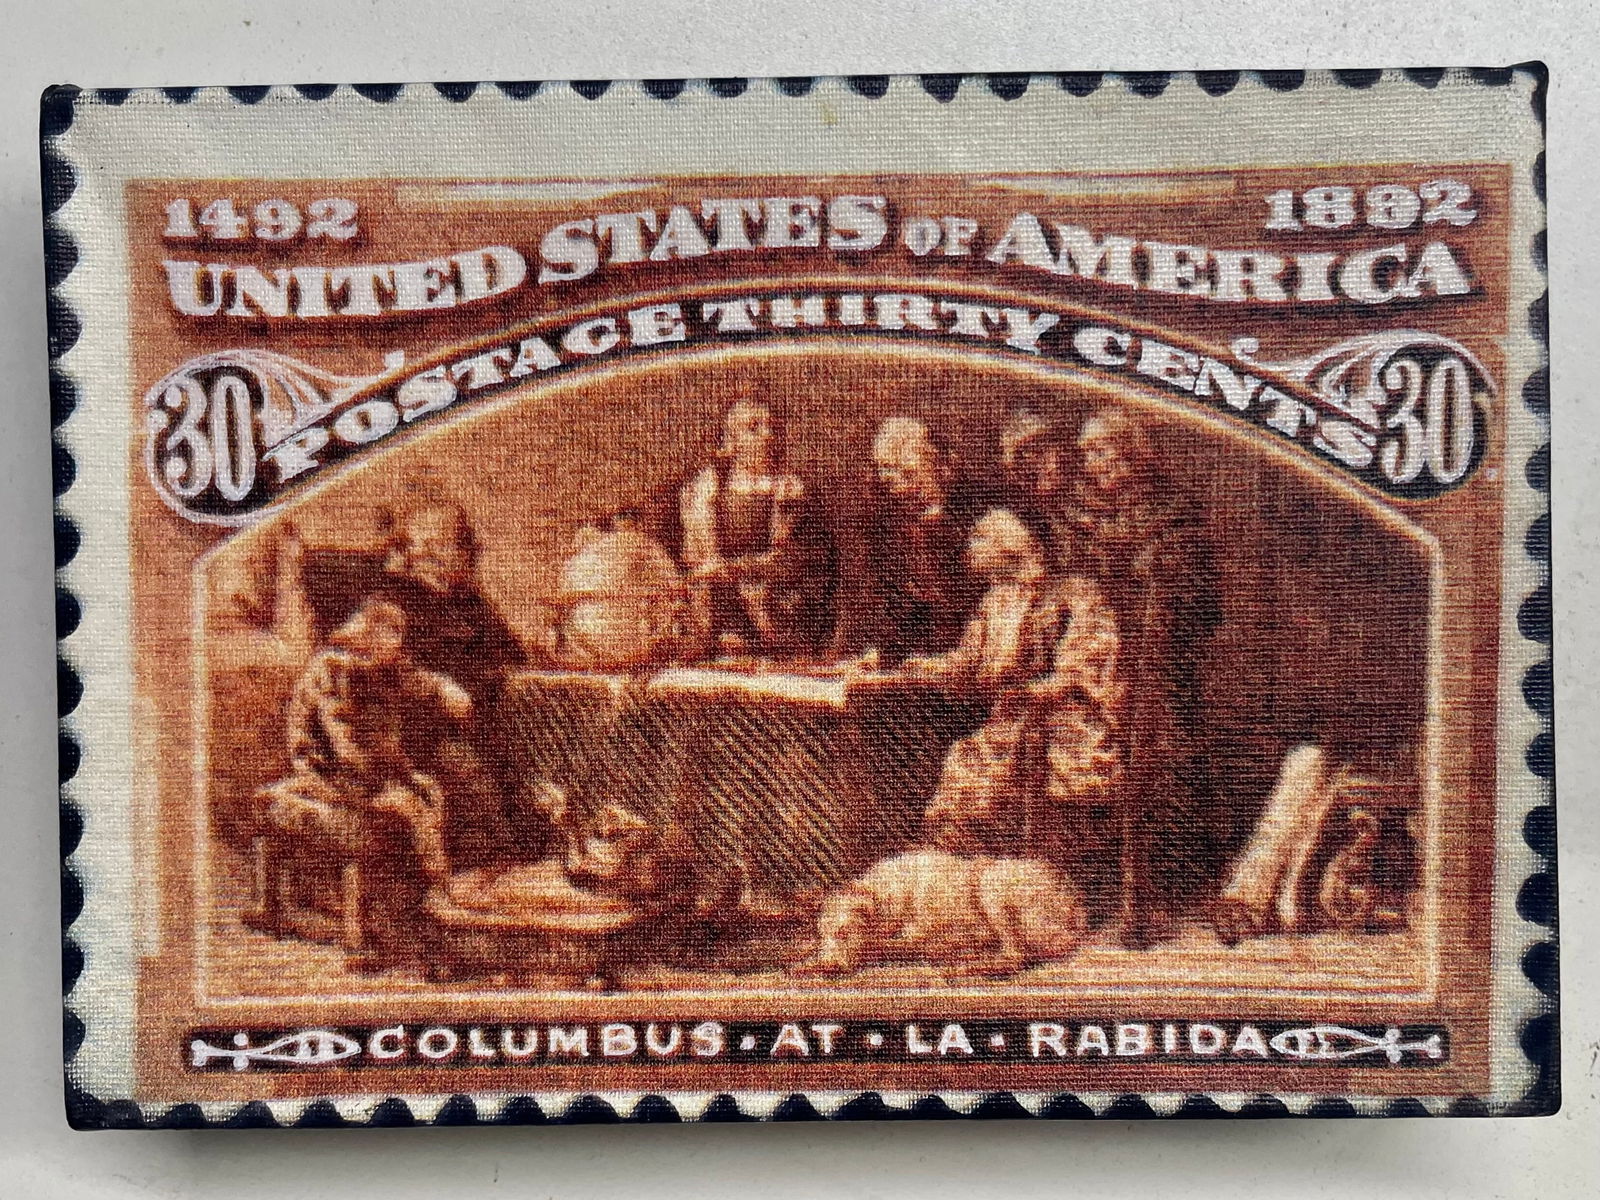 1492 1892
UNITED STATES OF AMERICA
30 POSTAGE THIRTY CENTS 30
COLUMBUS · AT · LA · RABIDA